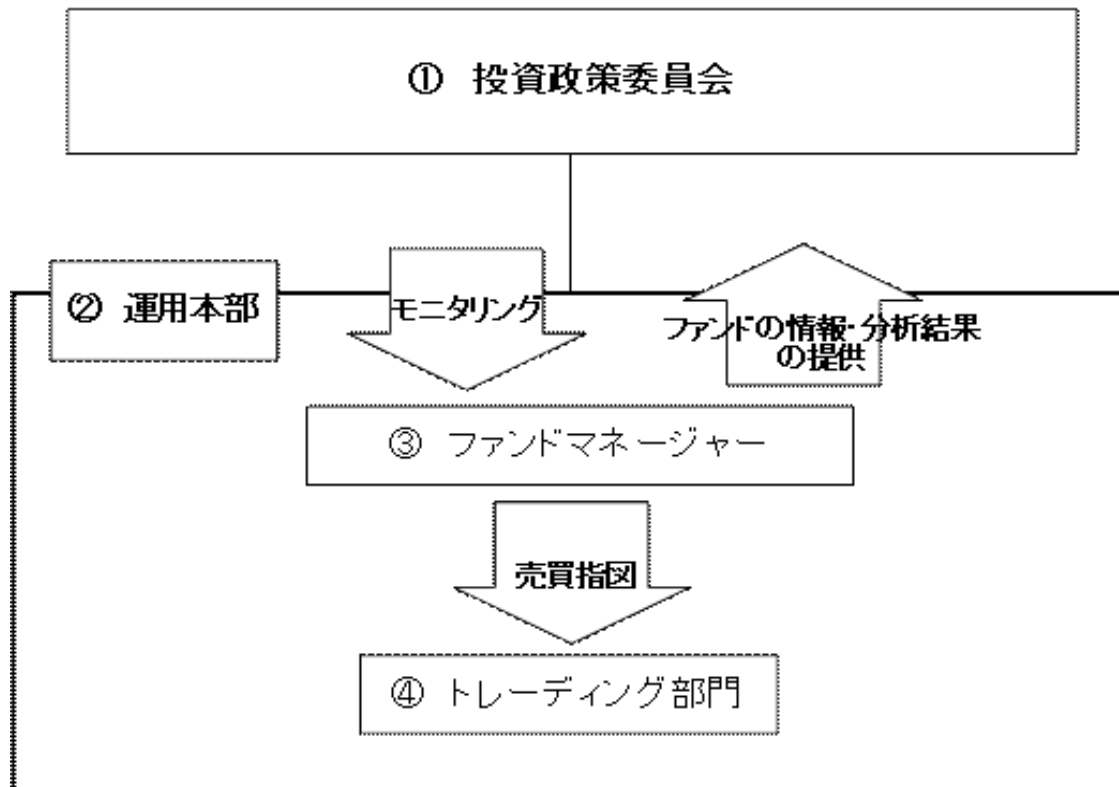 ① 投資政策委員会
② 運用本部
モニタリング
ファンドの情報・分析結果
の提供
③ ファンドマネージャー
売買指図
④ トレーディング部門